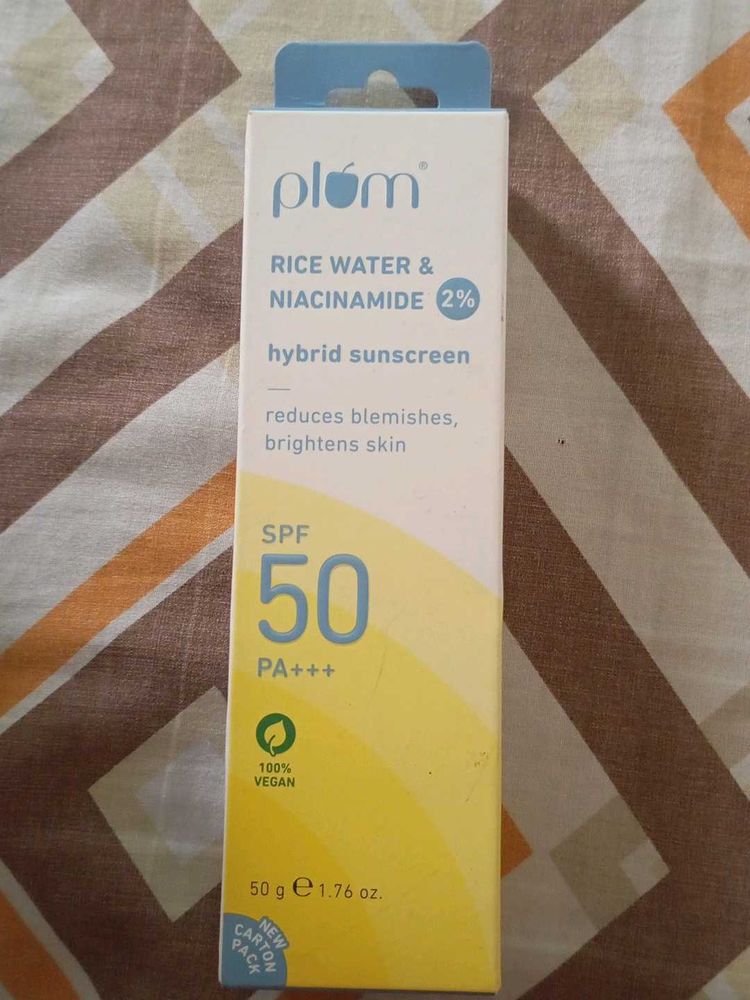 plum®
RICE WATER &
NIACINAMIDE 2%
hybrid sunscreen
reduces blemishes,
brightens skin
SPF
50
PA+++
100%
VEGAN
50 g ℮ 1.76 oz.
NEW
CARTON
PACK